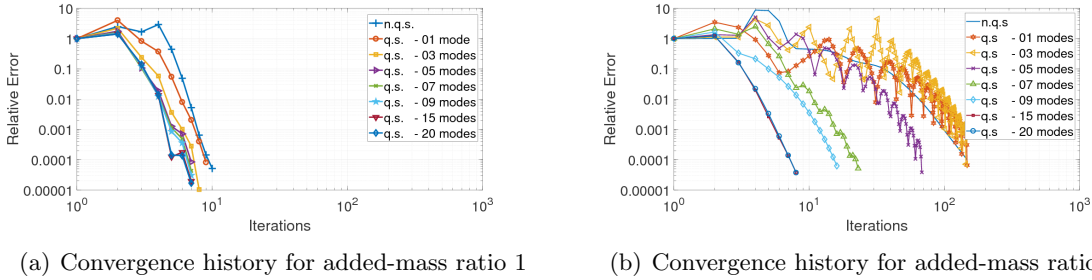 10
1
0.1
0.01
0.001
0.0001
0.00001
Relative Error
10^0
10^1
10^2
10^3
Iterations
n.q.s.
q.s. - 01 mode
q.s. - 03 modes
q.s. - 05 modes
q.s. - 07 modes
q.s. - 09 modes
q.s. - 15 modes
q.s. - 20 modes
(a) Convergence history for added-mass ratio 1
10
1
0.1
0.01
0.001
0.0001
0.00001
Relative Error
10^0
10^1
10^2
10^3
Iterations
n.q.s
q.s - 01 modes
q.s - 03 modes
q.s - 05 modes
q.s - 07 modes
q.s - 09 modes
q.s - 15 modes
q.s - 20 modes
(b) Convergence history for added-mass ratio